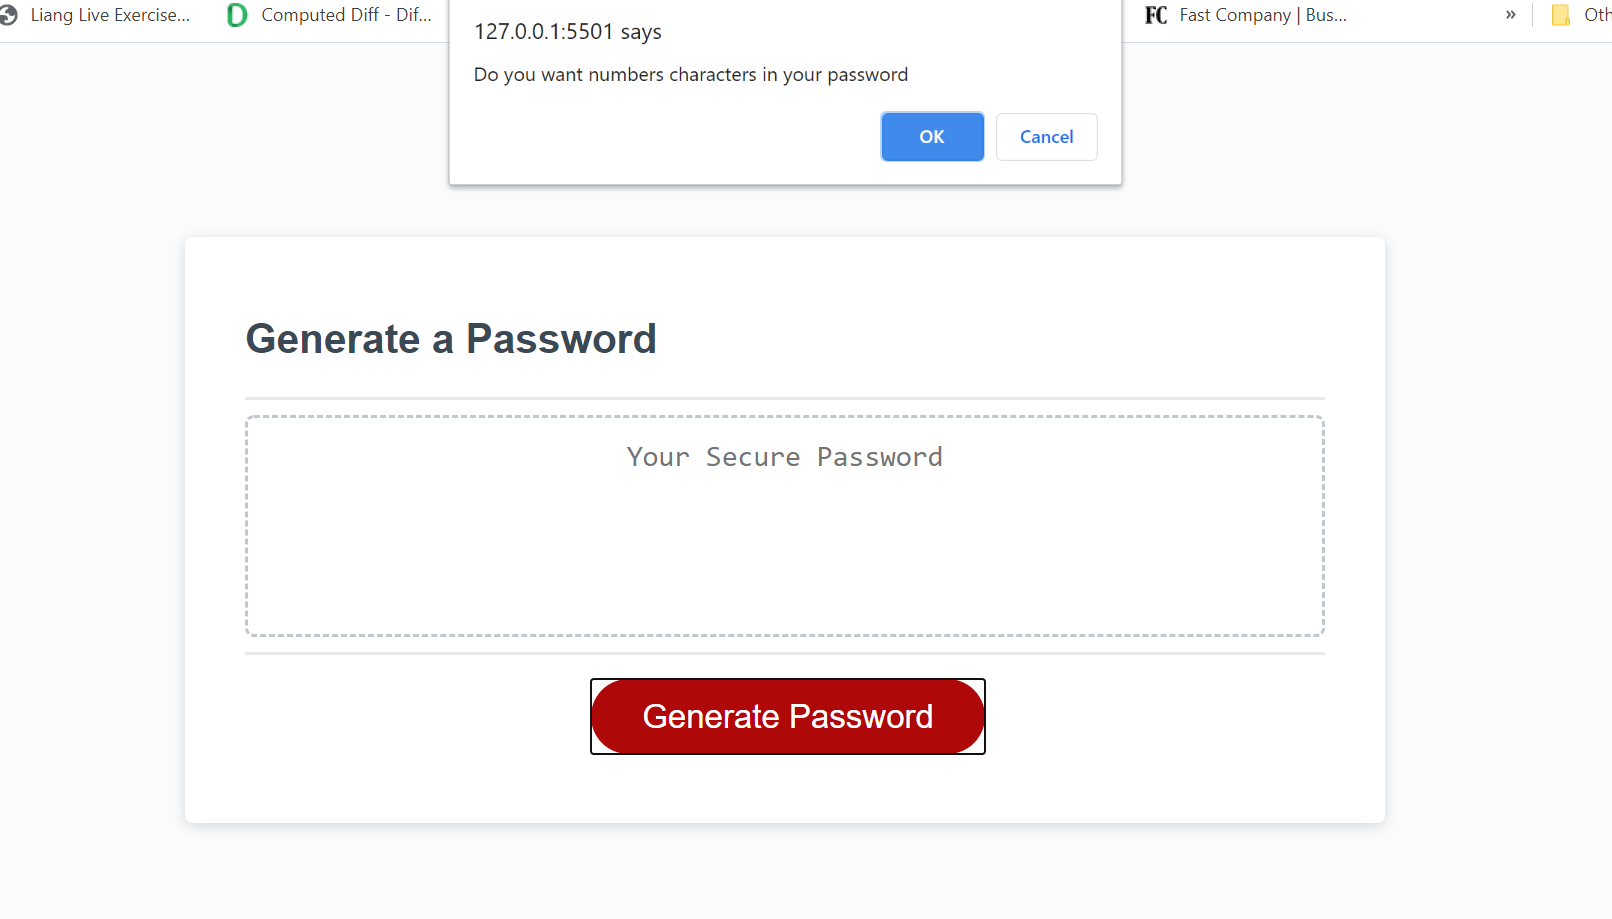 Liang Live Exercise...
D Computed Diff - Dif...
FC Fast Company | Bus...
» Oth
127.0.0.1:5501 says
Do you want numbers characters in your password
OK Cancel
Generate a Password
Your Secure Password
Generate Password